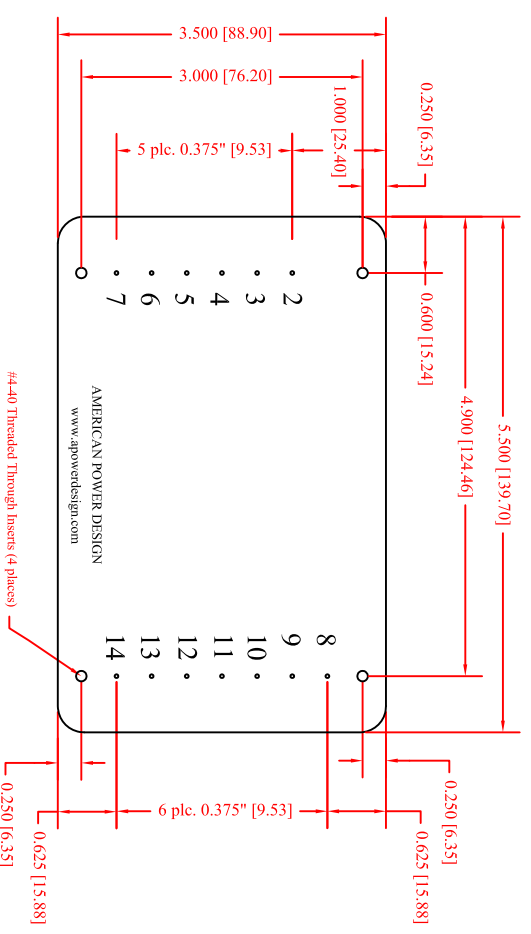 3.500 [88.90]
3.000 [76.20]
5 plc. 0.375" [9.53]
1.000 [25.40]
0.250 [6.35]
0.600 [15.24]
4.900 [124.46]
5.500 [139.70]
7 6 5 4 3 2
AMERICAN POWER DESIGN
www.apowerdesign.com
#4-40 Threaded Through Inserts (4 places)
14 13 12 11 10 9 8
6 plc. 0.375" [9.53]
0.250 [6.35]
0.625 [15.88]
0.250 [6.35]
0.625 [15.88]